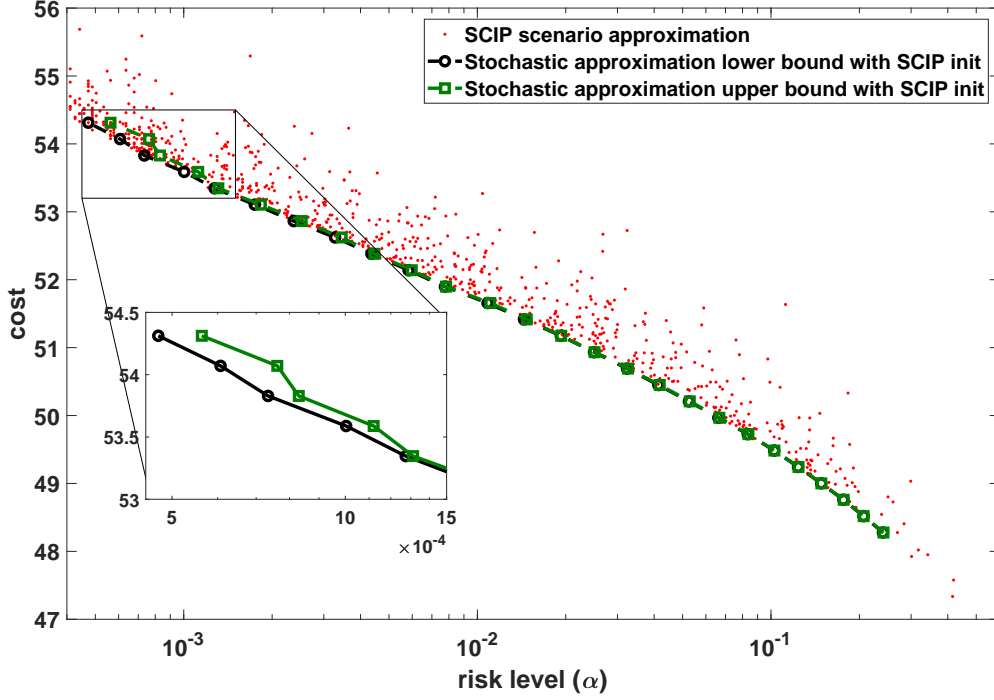 56
55
54
53
52
51
50
49
48
47
cost
SCIP scenario approximation
Stochastic approximation lower bound with SCIP init
Stochastic approximation upper bound with SCIP init
54.5
54
53.5
53
5 10 15
×10⁻⁴
10⁻³ 10⁻² 10⁻¹
risk level (α)